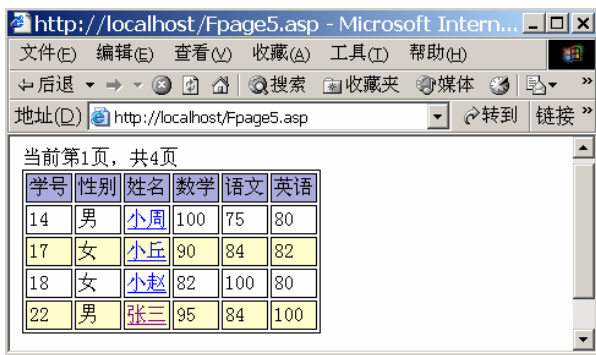 http://localhost/Fpage5.asp - Microsoft Intern...
文件(F) 编辑(E) 查看(V) 收藏(A) 工具(T) 帮助(H)
后退 搜索 收藏夹 媒体 »
地址(D) http://localhost/Fpage5.asp 转到 链接 »
当前第1页，共4页
学号 性别 姓名 数学 语文 英语
14 男 小周 100 75 80
17 女 小丘 90 84 82
18 女 小赵 82 100 80
22 男 张三 95 84 100